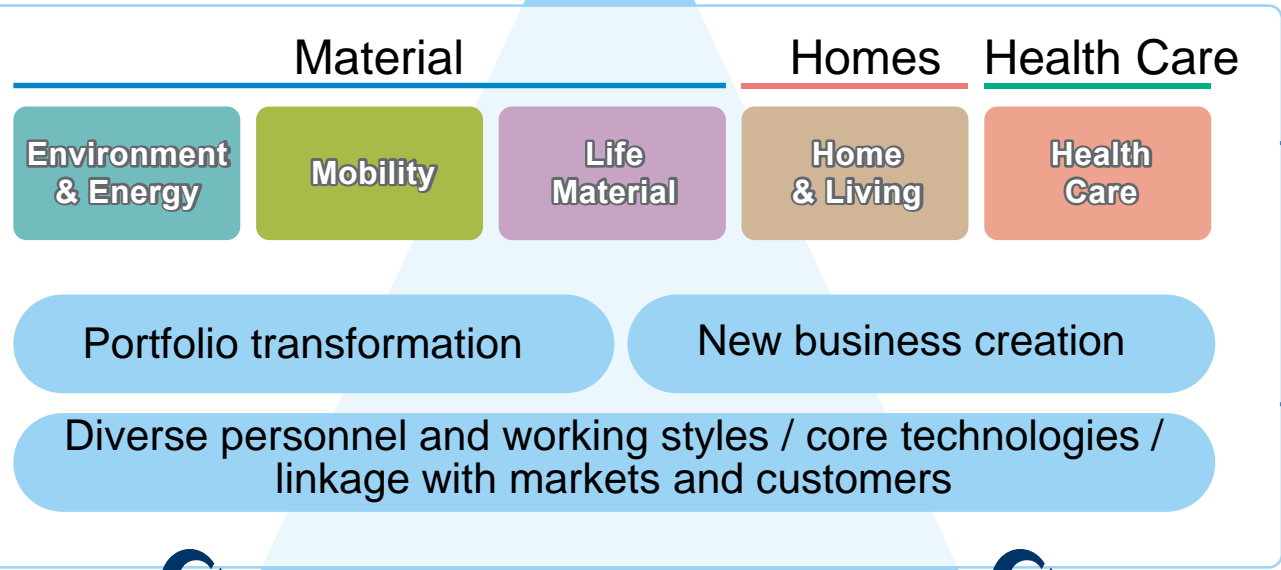 Material
Homes
Health Care
Environment
& Energy
Mobility
Life
Material
Home
& Living
Health
Care
Portfolio transformation
New business creation
Diverse personnel and working styles / core technologies /
linkage with markets and customers